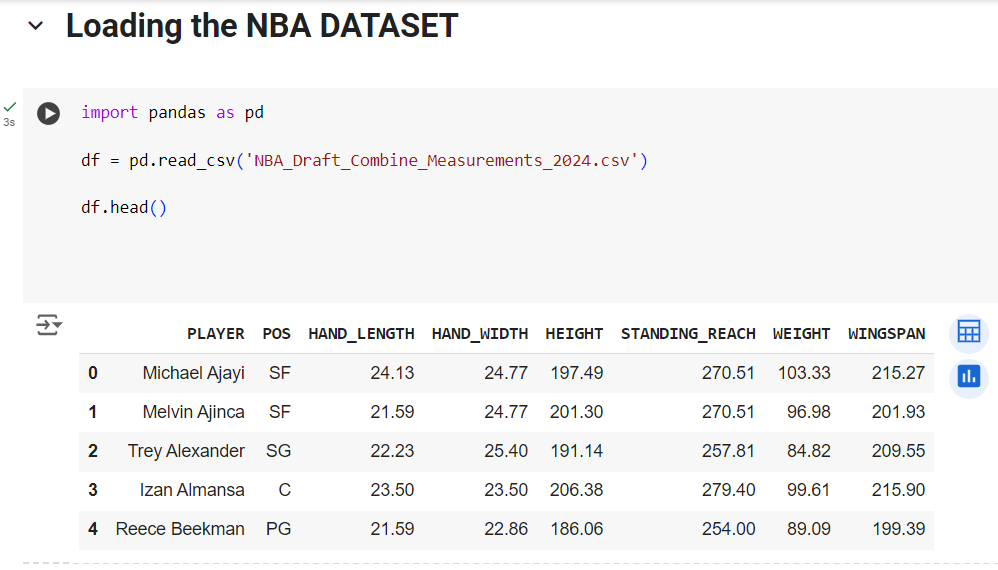 Loading the NBA DATASET
3s
import pandas as pd
df = pd.read_csv('NBA_Draft_Combine_Measurements_2024.csv')
df.head()
PLAYER POS HAND_LENGTH HAND_WIDTH HEIGHT STANDING_REACH WEIGHT WINGSPAN
0 Michael Ajayi SF 24.13 24.77 197.49 270.51 103.33 215.27
1 Melvin Ajinca SF 21.59 24.77 201.30 270.51 96.98 201.93
2 Trey Alexander SG 22.23 25.40 191.14 257.81 84.82 209.55
3 Izan Almansa C 23.50 23.50 206.38 279.40 99.61 215.90
4 Reece Beekman PG 21.59 22.86 186.06 254.00 89.09 199.39